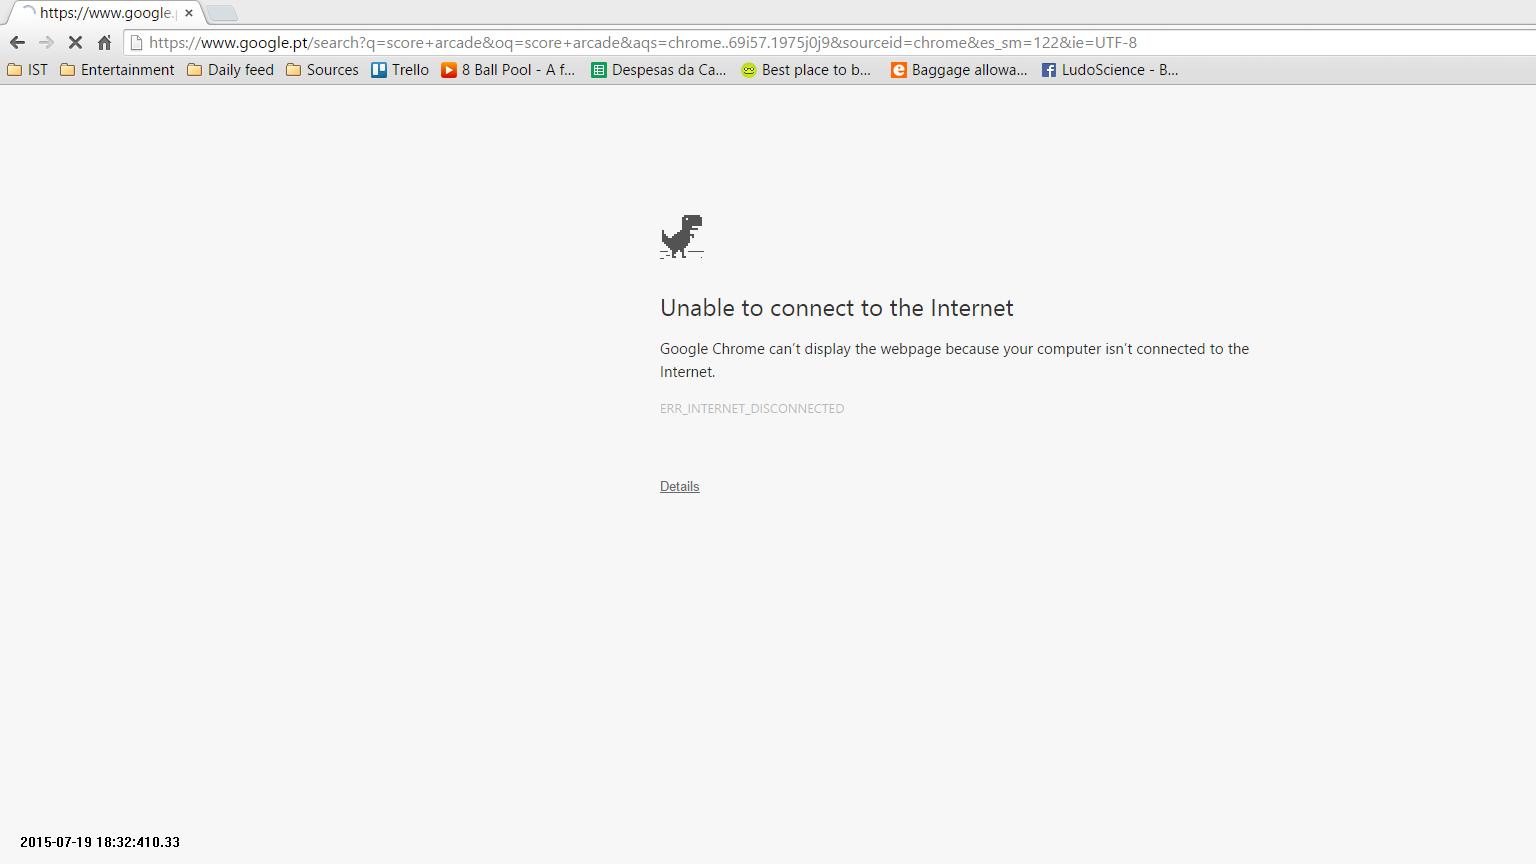 https://www.google.
https://www.google.pt/search?q=score+arcade&oq=score+arcade&aqs=chrome..69i57.1975j0j9&sourceid=chrome&es_sm=122&ie=UTF-8
IST Entertainment Daily feed Sources Trello 8 Ball Pool - A f... Despesas da Ca... Best place to b... Baggage allowa... LudoScience - B...
Unable to connect to the Internet
Google Chrome can't display the webpage because your computer isn't connected to the
Internet.
ERR_INTERNET_DISCONNECTED
Details
2015-07-19 18:32:410.33